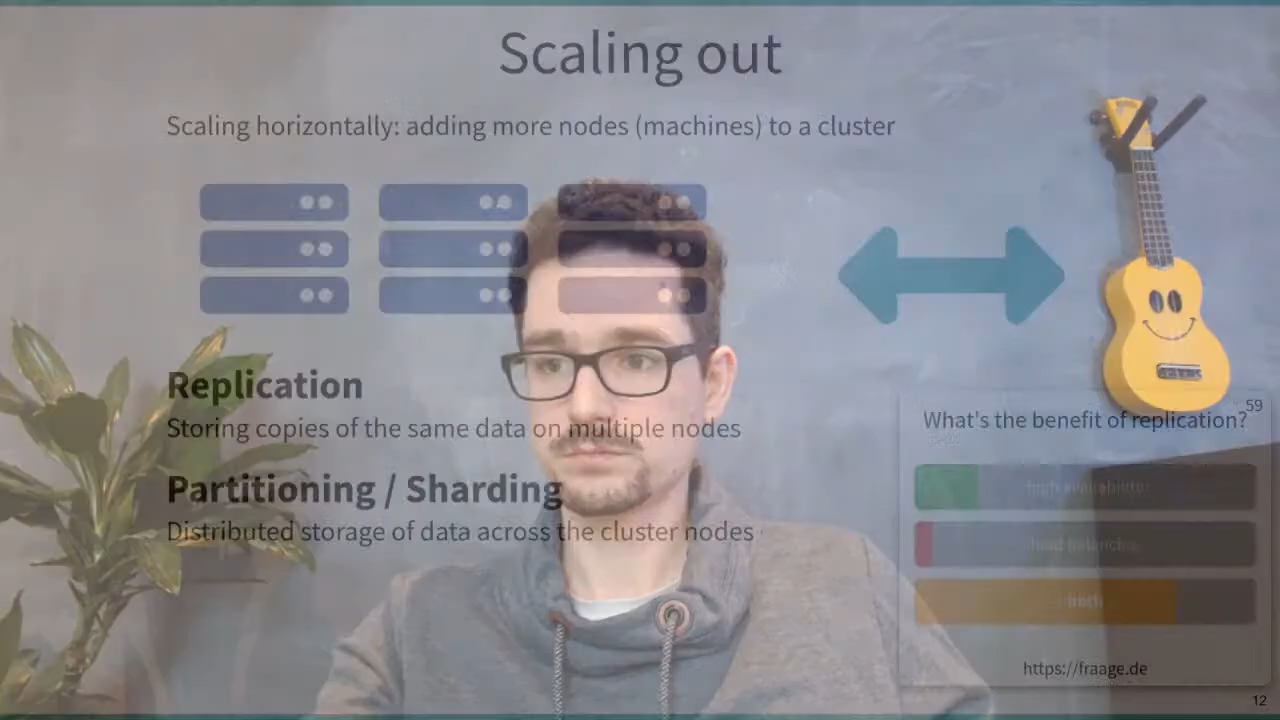 Scaling out
Scaling horizontally: adding more nodes (machines) to a cluster
Replication
Storing copies of the same data on multiple nodes
Partitioning / Sharding
Distributed storage of data across the cluster nodes
59
What's the benefit of replication?
high availability
load balancing
both
https://fraage.de
12